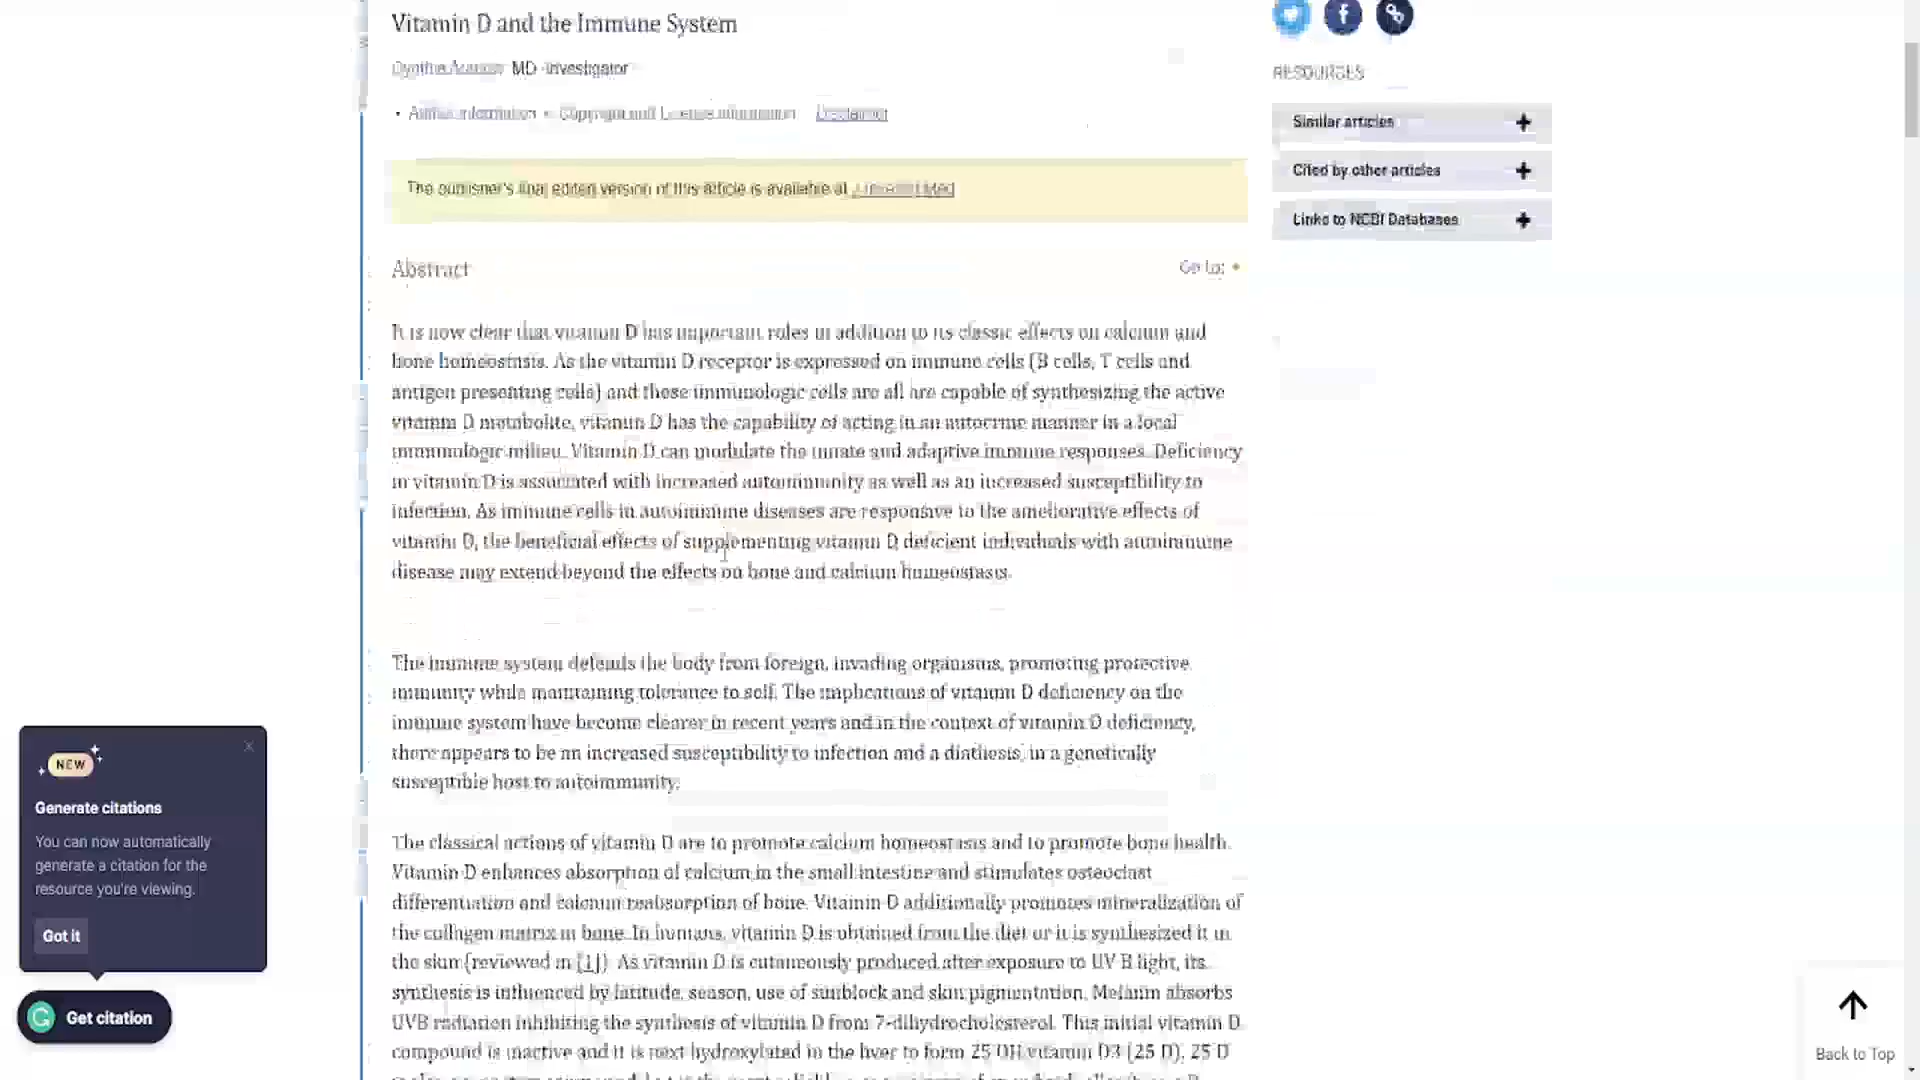 Vitamin D and the Immune System
MD Investigator
Author information Copyright and License information Disclaimer
The publisher's final edited version of this article is available at J Investig Med
RESOURCES
Similar articles
Cited by other articles
Links to NCBI Databases
Abstract
Go to:
It is now clear that vitamin D has important roles in addition to its classic effects on calcium and
bone homeostasis. As the vitamin D receptor is expressed on immune cells (B cells, T cells and
antigen presenting cells) and these immunologic cells are all are capable of synthesizing the active
vitamin D metabolite, vitamin D has the capability of acting in an autocrine manner in a local
immunologic milieu. Vitamin D can modulate the innate and adaptive immune responses. Deficiency
in vitamin D is associated with increased autoimmunity as well as an increased susceptibility to
infection. As immune cells in autoimmune diseases are responsive to the ameliorative effects of
vitamin D, the beneficial effects of supplementing vitamin D deficient individuals with autoimmune
disease may extend beyond the effects on bone and calcium homeostasis.
The immune system defends the body from foreign, invading organisms, promoting protective
immunity while maintaining tolerance to self. The implications of vitamin D deficiency on the
immune system have become clearer in recent years and in the context of vitamin D deficiency,
there appears to be an increased susceptibility to infection and a diathesis, in a genetically
susceptible host to autoimmunity.
The classical actions of vitamin D are to promote calcium homeostasis and to promote bone health.
Vitamin D enhances absorption of calcium in the small intestine and stimulates osteoclast
differentiation and calcium reabsorption of bone. Vitamin D additionally promotes mineralization of
the collagen matrix in bone. In humans, vitamin D is obtained from the diet or it is synthesized it in
the skin (reviewed in [1]). As vitamin D is cutaneously produced after exposure to UV B light, its
synthesis is influenced by latitude, season, use of sunblock and skin pigmentation. Melanin absorbs
UVB radiation inhibiting the synthesis of vitamin D from 7-dihydrocholesterol. This initial vitamin D
compound is inactive and it is next hydroxylated in the liver to form 25 OH vitamin D3 (25 D). 25 D
NEW
Generate citations
You can now automatically
generate a citation for the
resource you're viewing.
Got it
Get citation
Back to Top